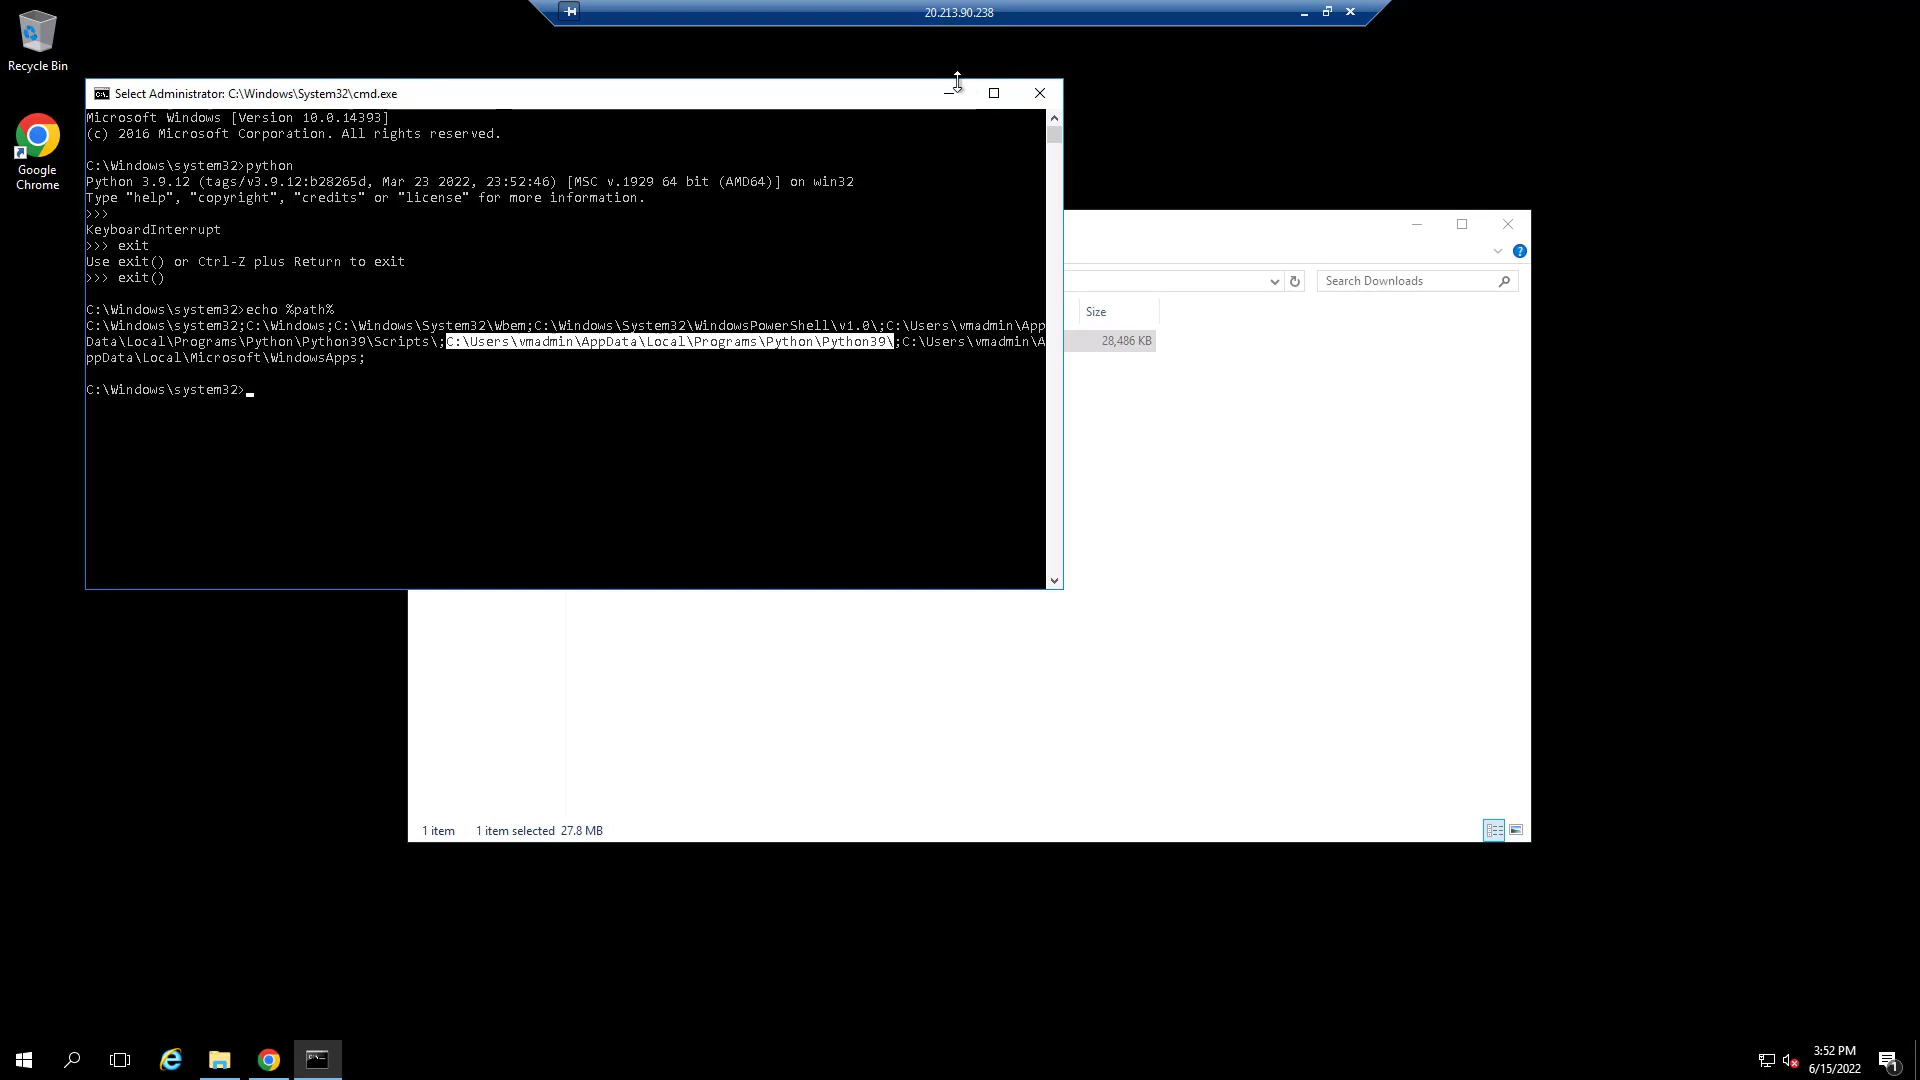 20.213.90.238
Recycle Bin
Google
Chrome
Select Administrator: C:\Windows\System32\cmd.exe
Microsoft Windows [Version 10.0.14393]
(c) 2016 Microsoft Corporation. All rights reserved.
C:\Windows\system32>python
Python 3.9.12 (tags/v3.9.12:b28265d, Mar 23 2022, 23:52:46) [MSC v.1929 64 bit (AMD64)] on win32
Type "help", "copyright", "credits" or "license" for more information.
>>>
KeyboardInterrupt
>>> exit
Use exit() or Ctrl-Z plus Return to exit
>>> exit()
C:\Windows\system32>echo %path%
C:\Windows\system32;C:\Windows;C:\Windows\System32\Wbem;C:\Windows\System32\WindowsPowerShell\v1.0\;C:\Users\vmadmin\App
Data\Local\Programs\Python\Python39\Scripts\;C:\Users\vmadmin\AppData\Local\Programs\Python\Python39\;C:\Users\vmadmin\A
ppData\Local\Microsoft\WindowsApps;
C:\Windows\system32>
Search Downloads
Size
28,486 KB
1 item 1 item selected 27.8 MB
3:52 PM
6/15/2022
1